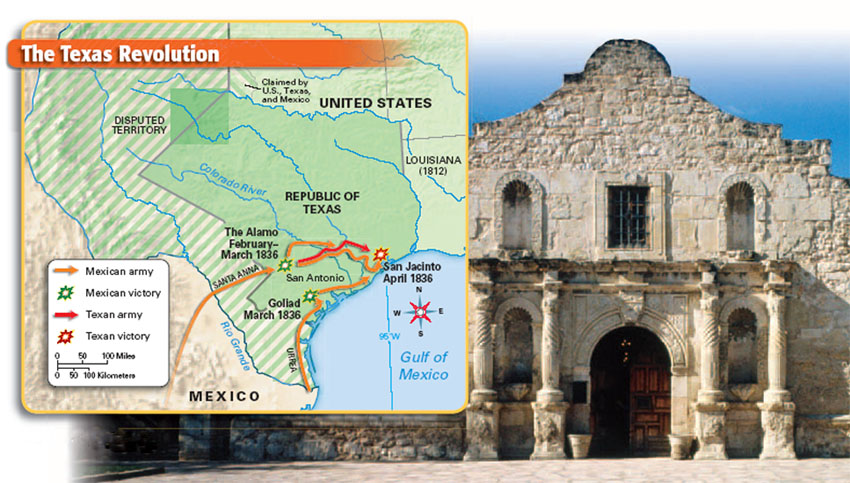 The Texas Revolution
Claimed by
U.S., Texas,
and Mexico
UNITED STATES
DISPUTED
TERRITORY
LOUISIANA
(1812)
Colorado River
REPUBLIC OF
TEXAS
The Alamo
February–
March 1836
SANTA ANNA
San Antonio
San Jacinto
April 1836
Goliad
March 1836
N
W
E
S
95°W
Gulf of
Mexico
Rio Grande
URREA
MEXICO
Mexican army
Mexican victory
Texan army
Texan victory
0 50 100 Miles
0 50 100 Kilometers